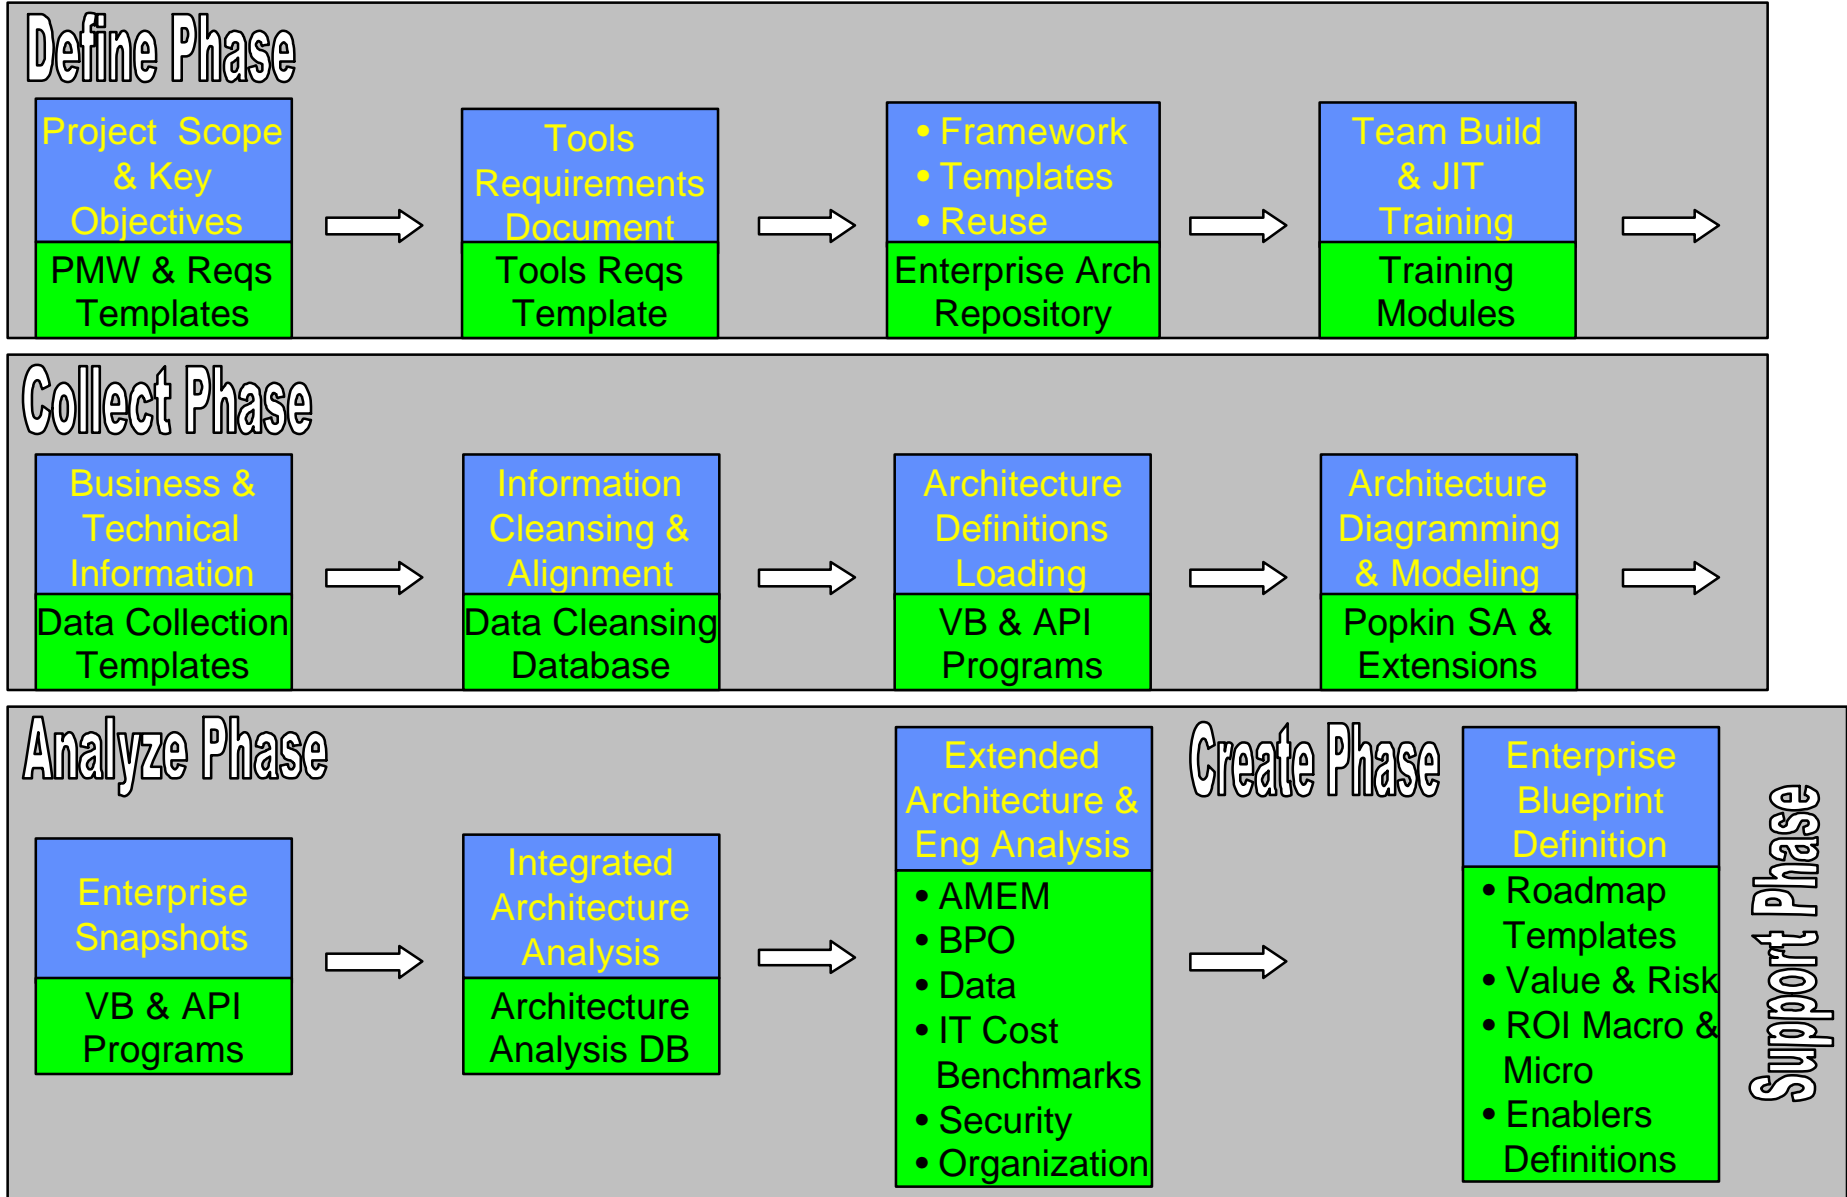 Define Phase
Project Scope
& Key
Objectives
PMW & Reqs
Templates
Tools
Requirements
Document
Tools Reqs
Template
• Framework
• Templates
• Reuse
Enterprise Arch
Repository
Team Build
& JIT
Training
Training
Modules
Collect Phase
Business &
Technical
Information
Data Collection
Templates
Information
Cleansing &
Alignment
Data Cleansing
Database
Architecture
Definitions
Loading
VB & API
Programs
Architecture
Diagramming
& Modeling
Popkin SA &
Extensions
Analyze Phase
Enterprise
Snapshots
VB & API
Programs
Integrated
Architecture
Analysis
Architecture
Analysis DB
Extended
Architecture &
Eng Analysis
• AMEM
• BPO
• Data
• IT Cost
Benchmarks
• Security
• Organization
Create Phase
Enterprise
Blueprint
Definition
• Roadmap
Templates
• Value & Risk
• ROI Macro &
Micro
• Enablers
Definitions
Support Phase